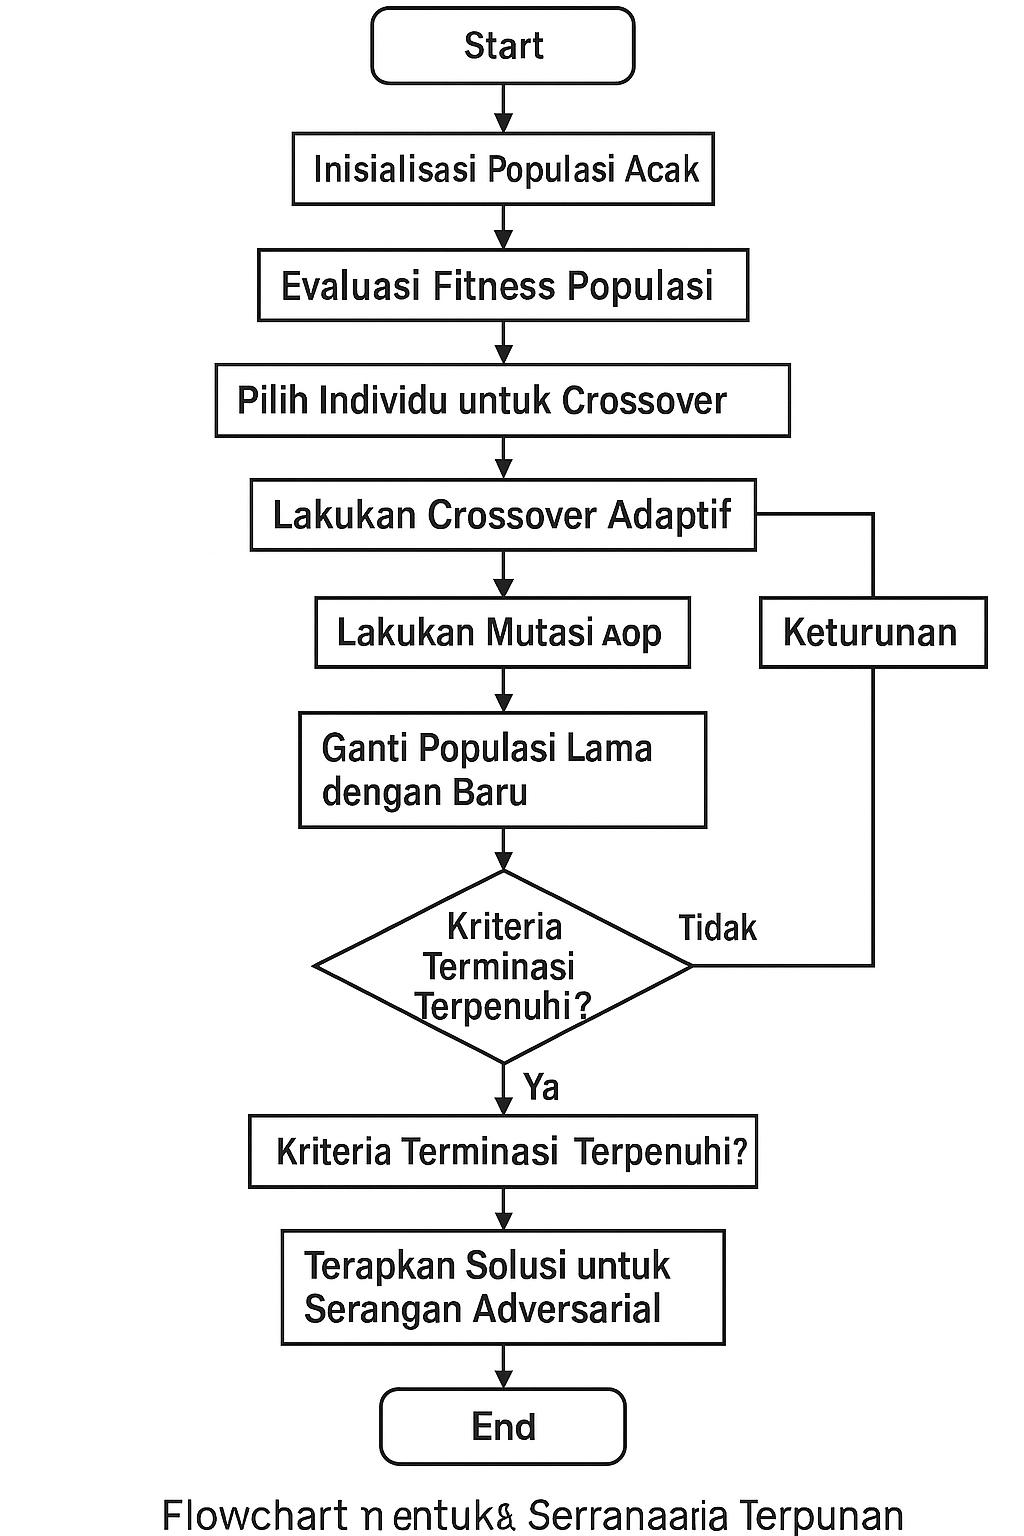 Start
Inisialisasi Populasi Acak
Evaluasi Fitness Populasi
Pilih Individu untuk Crossover
Lakukan Crossover Adaptif
Lakukan Mutasi AOP
Keturunan
Ganti Populasi Lama
dengan Baru
Kriteria
Terminasi
Terpenuhi?
Tidak
Ya
Kriteria Terminasi Terpenuhi?
Terapkan Solusi untuk
Serangan Adversarial
End
Flowchart n entuk& Serranaaria Terpunan